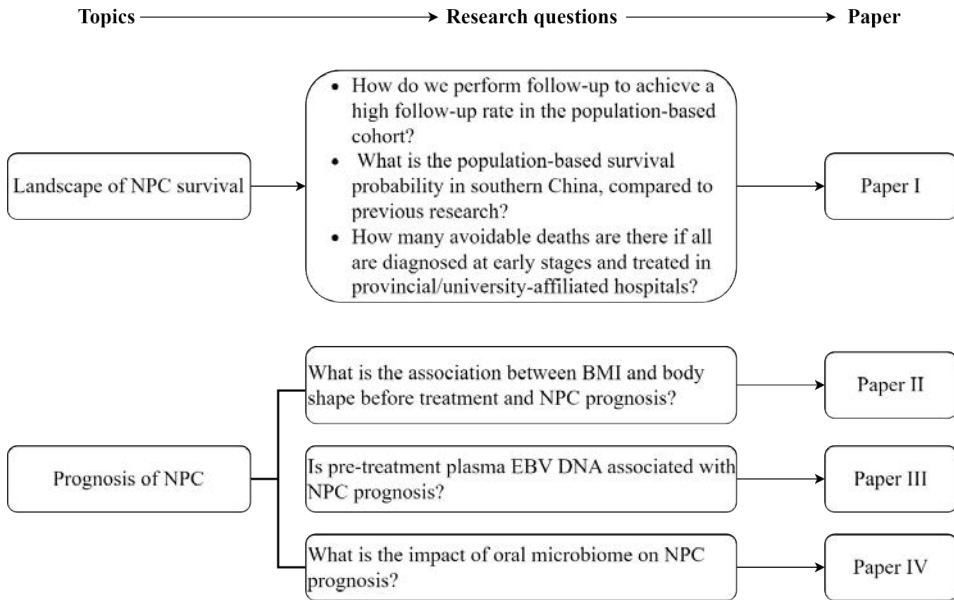 Topics Research questions Paper
Landscape of NPC survival
• How do we perform follow-up to achieve a
high follow-up rate in the population-based
cohort?
• What is the population-based survival
probability in southern China, compared to
previous research?
• How many avoidable deaths are there if all
are diagnosed at early stages and treated in
provincial/university-affiliated hospitals?
Paper I
Prognosis of NPC
What is the association between BMI and body
shape before treatment and NPC prognosis?
Paper II
Is pre-treatment plasma EBV DNA associated with
NPC prognosis?
Paper III
What is the impact of oral microbiome on NPC
prognosis?
Paper IV